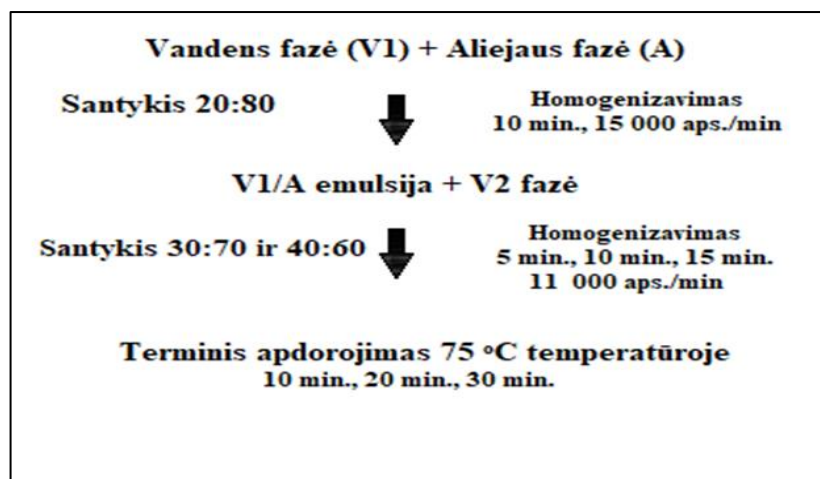 Vandens fazė (V1) + Aliejaus fazė (A)
Santykis 20:80
Homogenizavimas
10 min., 15 000 aps./min
V1/A emulsija + V2 fazė
Santykis 30:70 ir 40:60
Homogenizavimas
5 min., 10 min., 15 min.
11 000 aps./min
Terminis apdorojimas 75 °C temperatūroje
10 min., 20 min., 30 min.